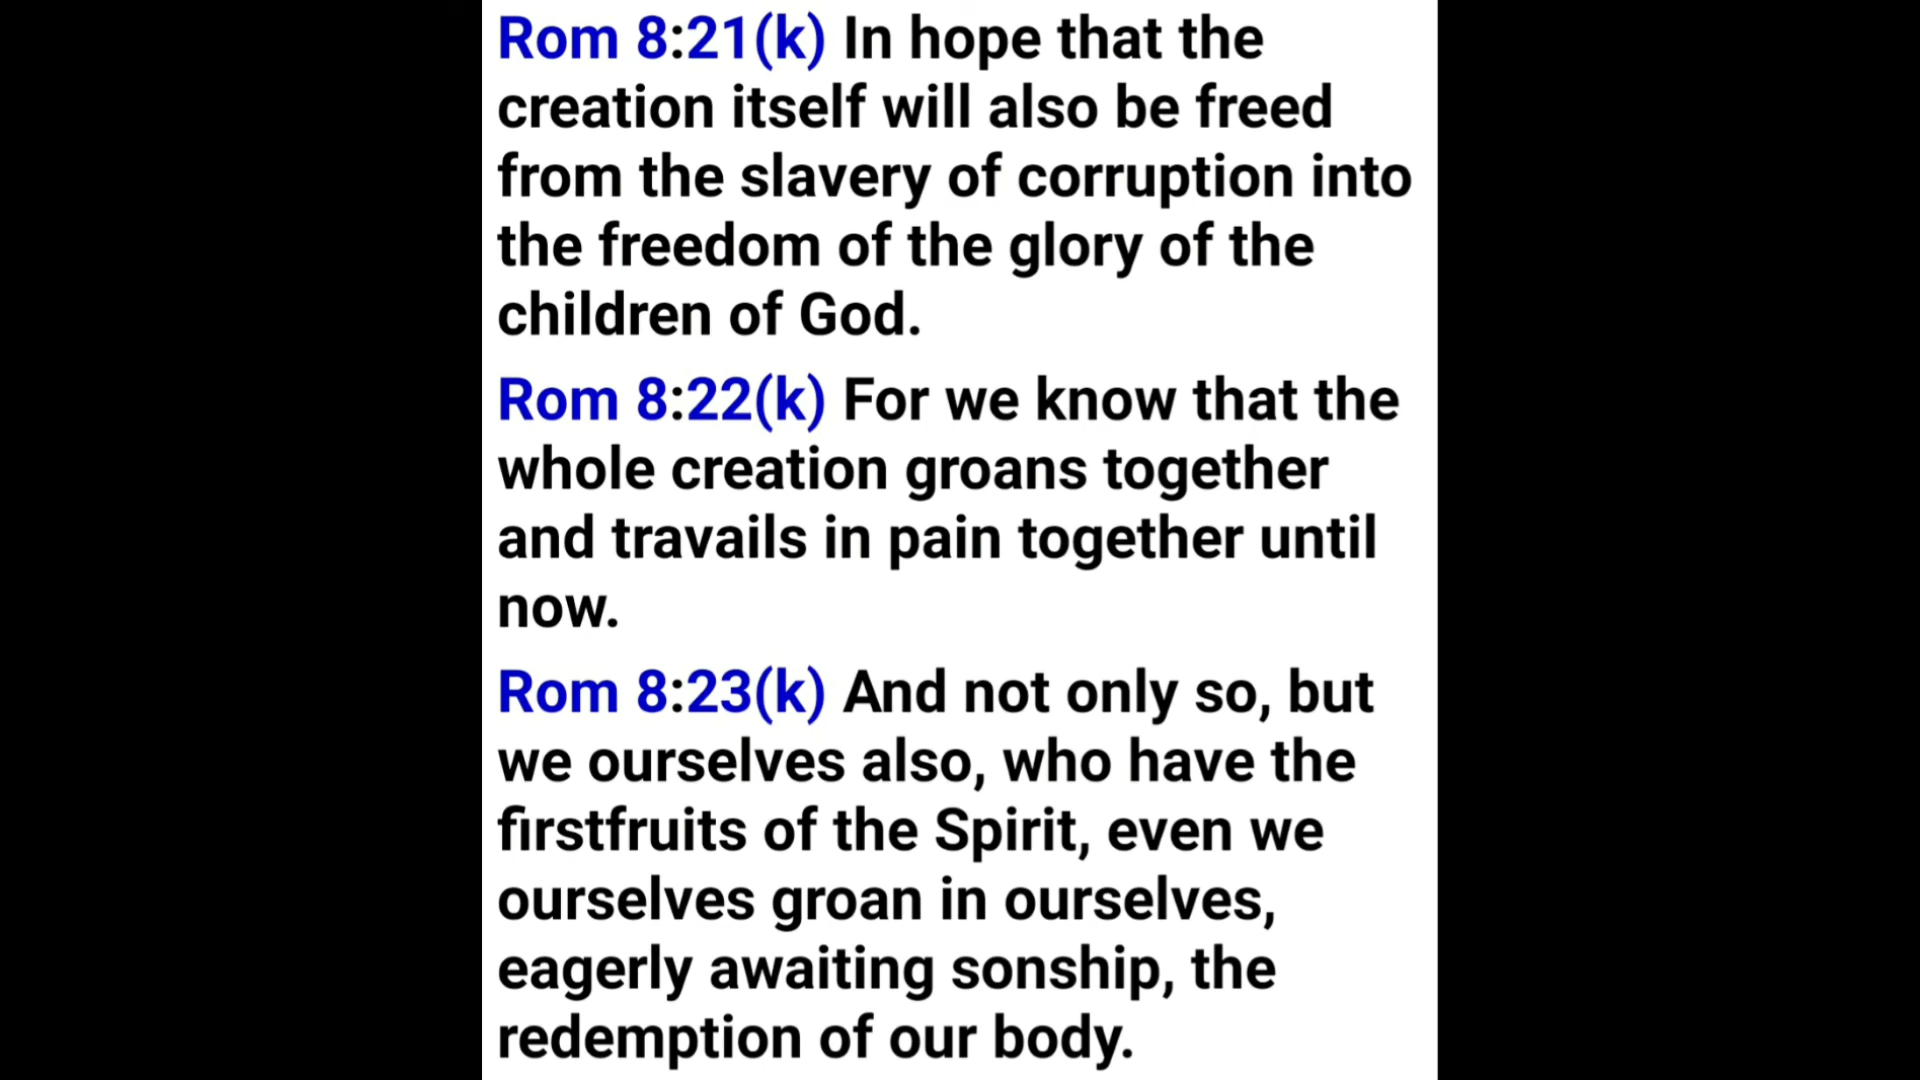 Rom 8:21(k) In hope that the
creation itself will also be freed
from the slavery of corruption into
the freedom of the glory of the
children of God.
Rom 8:22(k) For we know that the
whole creation groans together
and travails in pain together until
now.
Rom 8:23(k) And not only so, but
we ourselves also, who have the
firstfruits of the Spirit, even we
ourselves groan in ourselves,
eagerly awaiting sonship, the
redemption of our body.